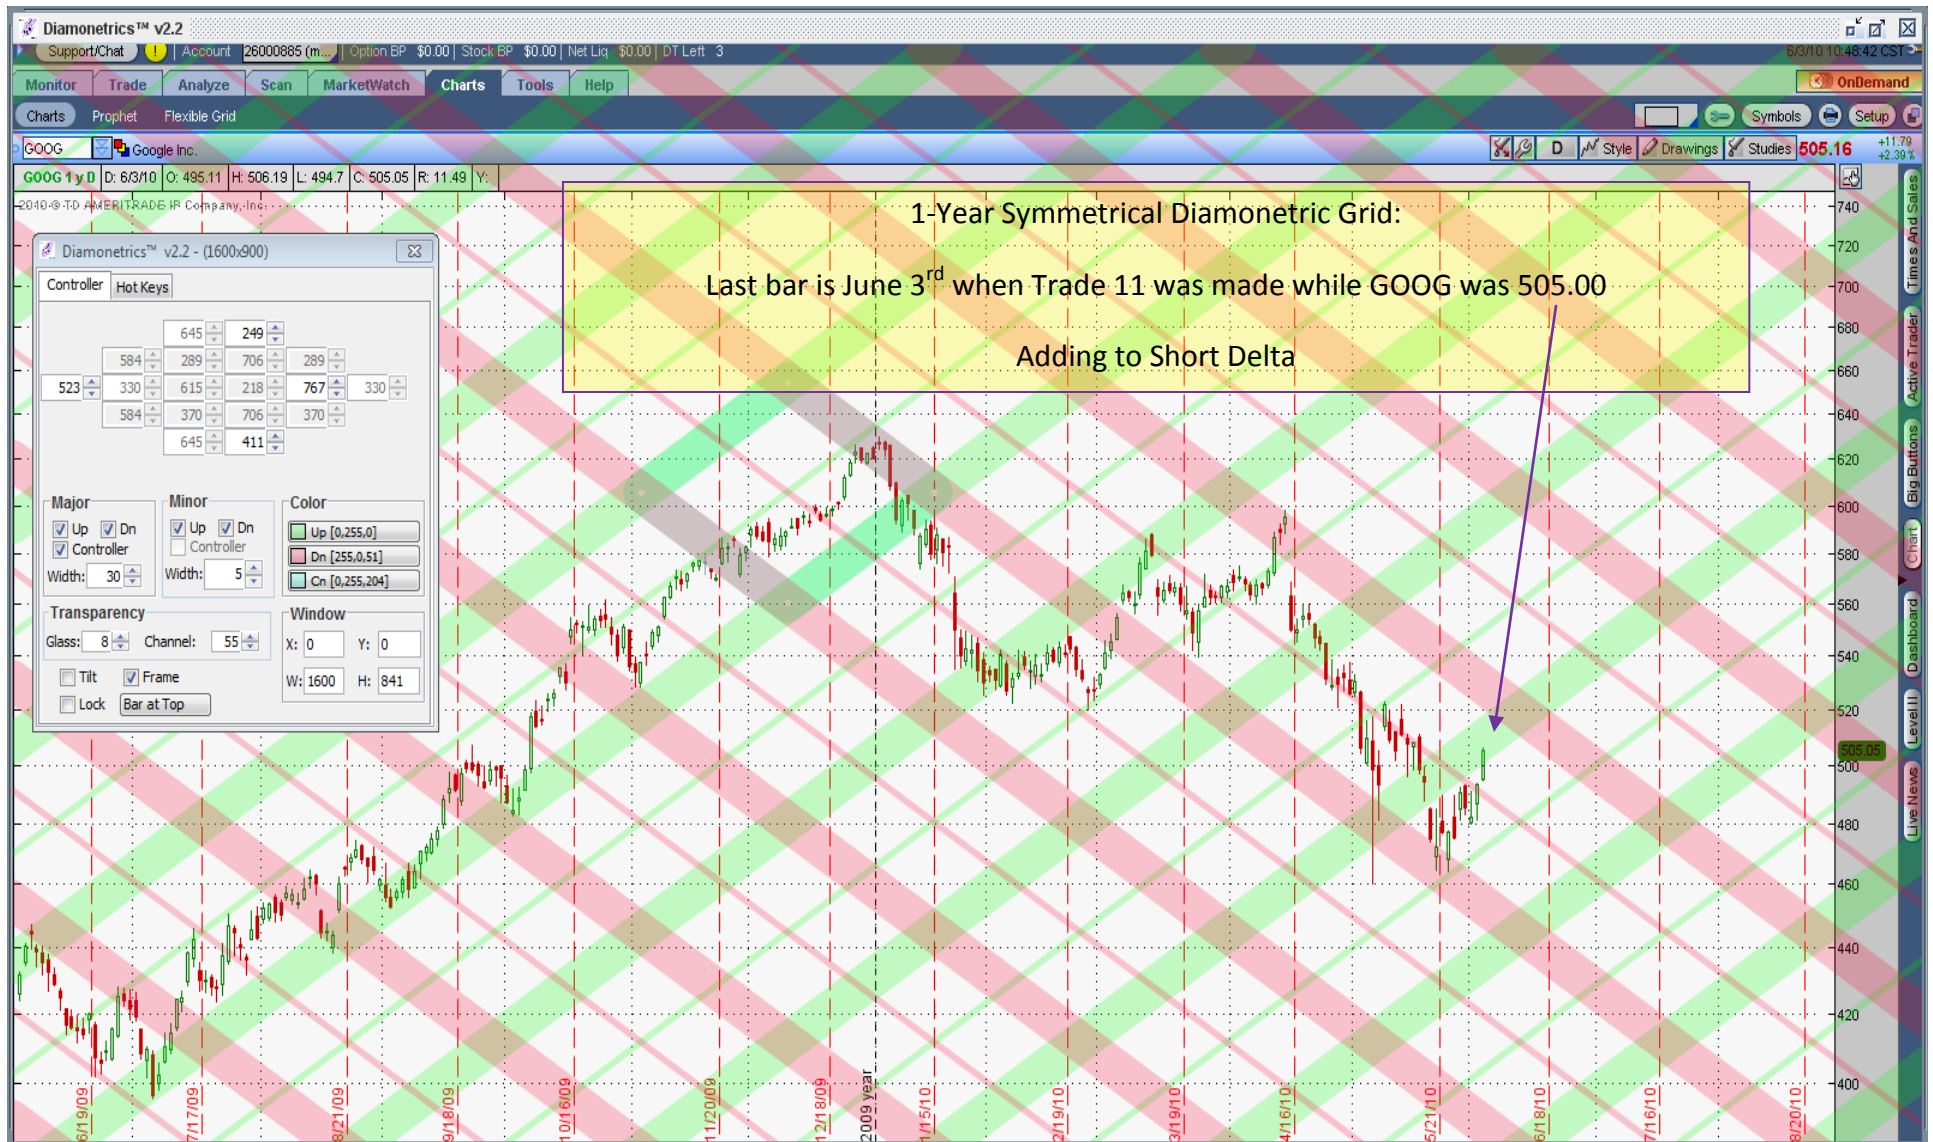 Diamonetrics™ v2.2
Support/Chat ! Account 26000885 (m... Option BP $0.00 | Stock BP $0.00 | Net Liq $0.00 | DT Left 3 6/3/10 10:48:42 CST
Monitor Trade Analyze Scan MarketWatch Charts Tools Help OnDemand
Charts Prophet Flexible Grid Symbols Setup
GOOG Google Inc. D Style Drawings Studies 505.16 +11.79 +2.39%
GOOG 1 y D D: 6/3/10 O: 495.11 H: 506.19 L: 494.7 C: 505.05 R: 11.49 Y:
2010 © TD AMERITRADE IP Company, Inc.
1-Year Symmetrical Diamonetric Grid:
Last bar is June 3rd when Trade 11 was made while GOOG was 505.00
Adding to Short Delta
Diamonetrics™ v2.2 - (1600x900)
Controller Hot Keys
645 249
584 289 706 289
523 330 615 218 767 330
584 370 706 370
645 411
Major Minor Color
Up Dn Up Dn Up [0,255,0]
Controller Controller Dn [255,0,51]
Width: 30 Width: 5 Cn [0,255,204]
Transparency Window
Glass: 8 Channel: 55 X: 0 Y: 0
Tilt Frame W: 1600 H: 841
Lock Bar at Top
740
720
700
680
660
640
620
600
580
560
540
520
505.05
500
480
460
440
420
400
Times And Sales
Active Trader
Big Buttons
Chart
Dashboard
Level II
Live News
6/19/09 7/17/09 8/21/09 9/18/09 10/16/09 11/20/09 12/18/09 2009 year 1/15/10 2/19/10 3/19/10 4/16/10 5/21/10 6/18/10 7/16/10 8/20/10